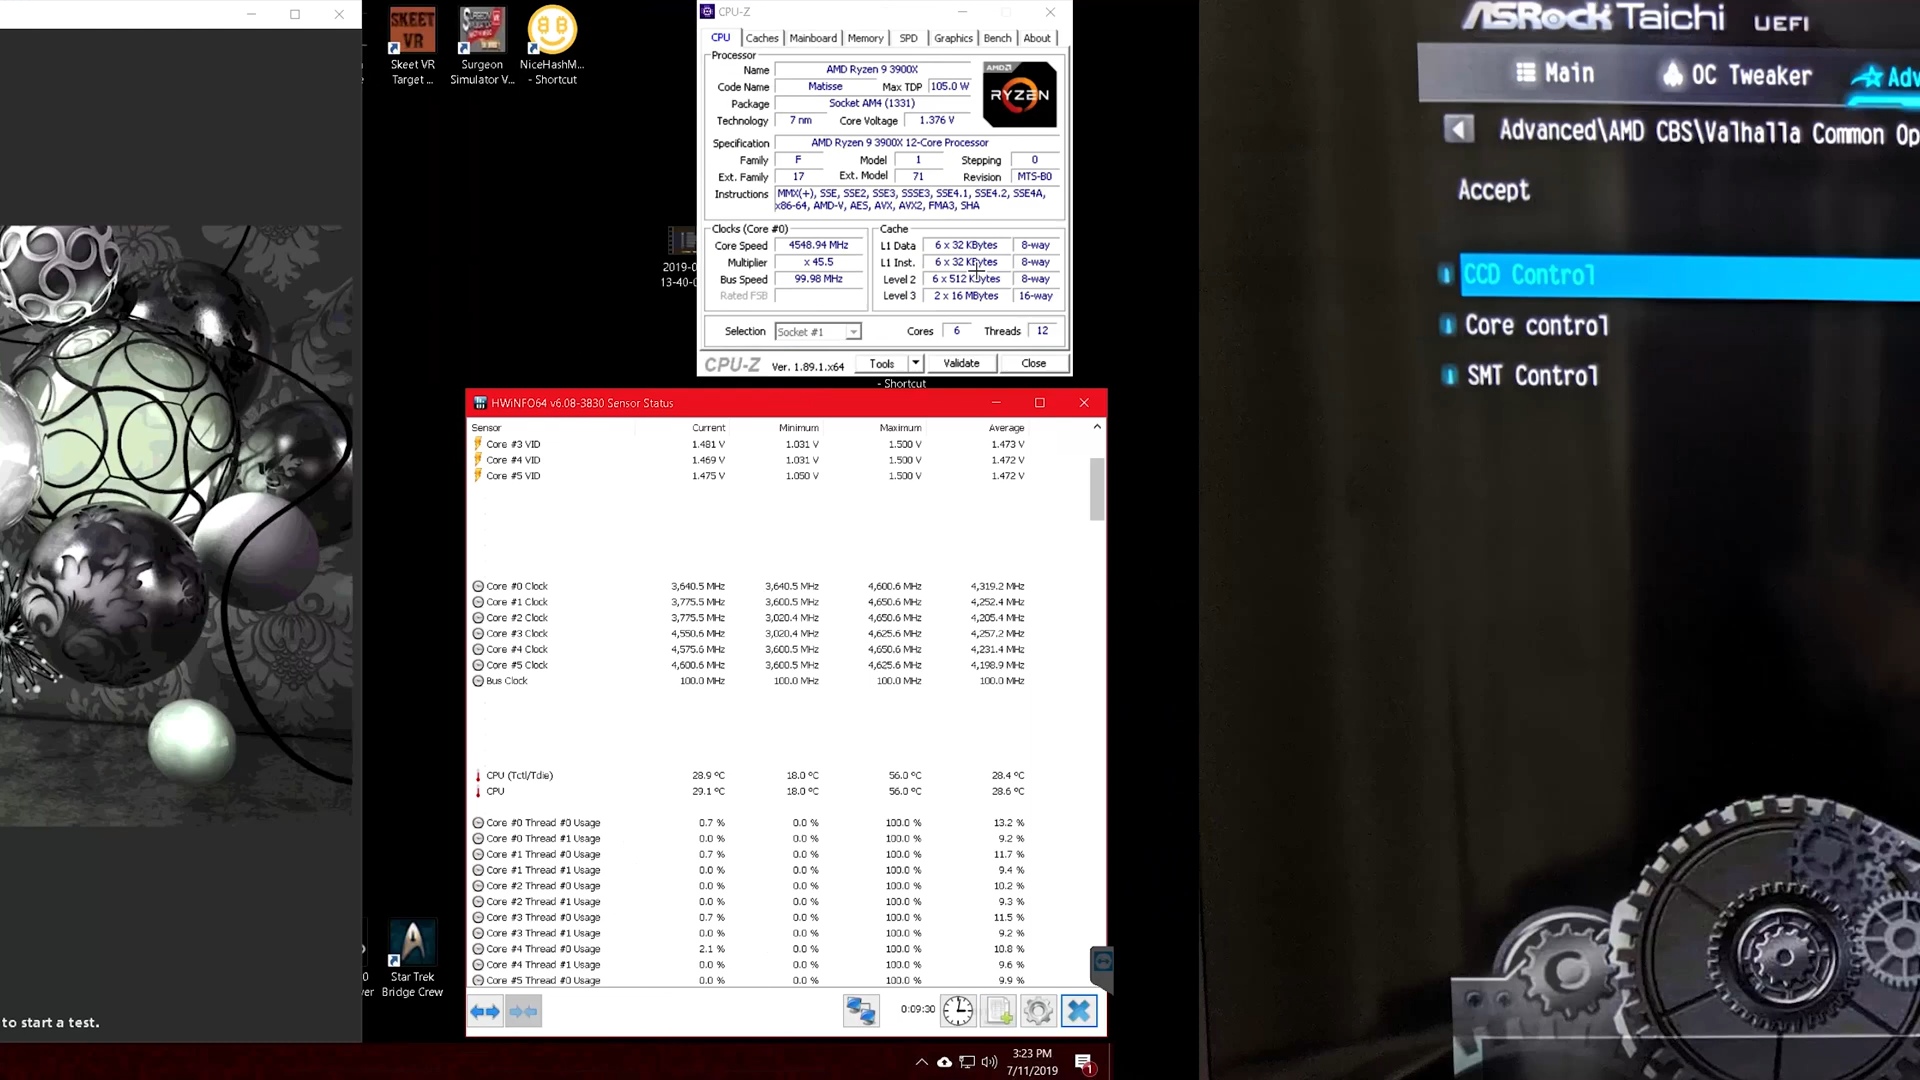 SKEET VR
Skeet VR
Target ...
Surgeon
Simulator V...
NiceHashM...
- Shortcut
2019-0
13-40-0
Star Trek
Bridge Crew
to start a test.
CPU-Z
CPU Caches Mainboard Memory SPD Graphics Bench About
Processor
Name AMD Ryzen 9 3900X
Code Name Matisse Max TDP 105.0 W
Package Socket AM4 (1331)
Technology 7 nm Core Voltage 1.376 V
AMD
RYZEN
Specification AMD Ryzen 9 3900X 12-Core Processor
Family F Model 1 Stepping 0
Ext. Family 17 Ext. Model 71 Revision MTS-B0
Instructions MMX(+), SSE, SSE2, SSE3, SSSE3, SSE4.1, SSE4.2, SSE4A,
x86-64, AMD-V, AES, AVX, AVX2, FMA3, SHA
Clocks (Core #0)
Core Speed 4548.94 MHz
Multiplier x 45.5
Bus Speed 99.98 MHz
Rated FSB
Cache
L1 Data 6 x 32 KBytes 8-way
L1 Inst. 6 x 32 KBytes 8-way
Level 2 6 x 512 KBytes 8-way
Level 3 2 x 16 MBytes 16-way
Selection Socket #1 Cores 6 Threads 12
CPU-Z Ver. 1.89.1.x64 Tools Validate Close
- Shortcut
HWiNFO64 v6.08-3830 Sensor Status
Sensor Current Minimum Maximum Average
Core #3 VID 1.481 V 1.031 V 1.500 V 1.473 V
Core #4 VID 1.469 V 1.031 V 1.500 V 1.472 V
Core #5 VID 1.475 V 1.050 V 1.500 V 1.472 V
Core #0 Clock 3,640.5 MHz 3,640.5 MHz 4,600.6 MHz 4,319.2 MHz
Core #1 Clock 3,775.5 MHz 3,600.5 MHz 4,650.6 MHz 4,252.4 MHz
Core #2 Clock 3,775.5 MHz 3,020.4 MHz 4,650.6 MHz 4,205.4 MHz
Core #3 Clock 4,550.6 MHz 3,020.4 MHz 4,625.6 MHz 4,257.2 MHz
Core #4 Clock 4,575.6 MHz 3,600.5 MHz 4,650.6 MHz 4,231.4 MHz
Core #5 Clock 4,600.6 MHz 3,600.5 MHz 4,625.6 MHz 4,198.9 MHz
Bus Clock 100.0 MHz 100.0 MHz 100.0 MHz 100.0 MHz
CPU (Tctl/Tdie) 28.9 °C 18.0 °C 56.0 °C 28.4 °C
CPU 29.1 °C 18.0 °C 56.0 °C 28.6 °C
Core #0 Thread #0 Usage 0.7 % 0.0 % 100.0 % 13.2 %
Core #0 Thread #1 Usage 0.0 % 0.0 % 100.0 % 9.2 %
Core #1 Thread #0 Usage 0.7 % 0.0 % 100.0 % 11.7 %
Core #1 Thread #1 Usage 0.0 % 0.0 % 100.0 % 9.4 %
Core #2 Thread #0 Usage 0.0 % 0.0 % 100.0 % 10.2 %
Core #2 Thread #1 Usage 0.0 % 0.0 % 100.0 % 9.3 %
Core #3 Thread #0 Usage 0.7 % 0.0 % 100.0 % 11.5 %
Core #3 Thread #1 Usage 0.0 % 0.0 % 100.0 % 9.2 %
Core #4 Thread #0 Usage 2.1 % 0.0 % 100.0 % 10.8 %
Core #4 Thread #1 Usage 0.0 % 0.0 % 100.0 % 9.6 %
Core #5 Thread #0 Usage 0.0 % 0.0 % 100.0 % 9.9 %
0:09:30
3:23 PM
7/11/2019
1
ASRock Taichi UEFI
Main OC Tweaker Adv
Advanced\AMD CBS\Valhalla Common Op
Accept
CCD Control
Core control
SMT Control